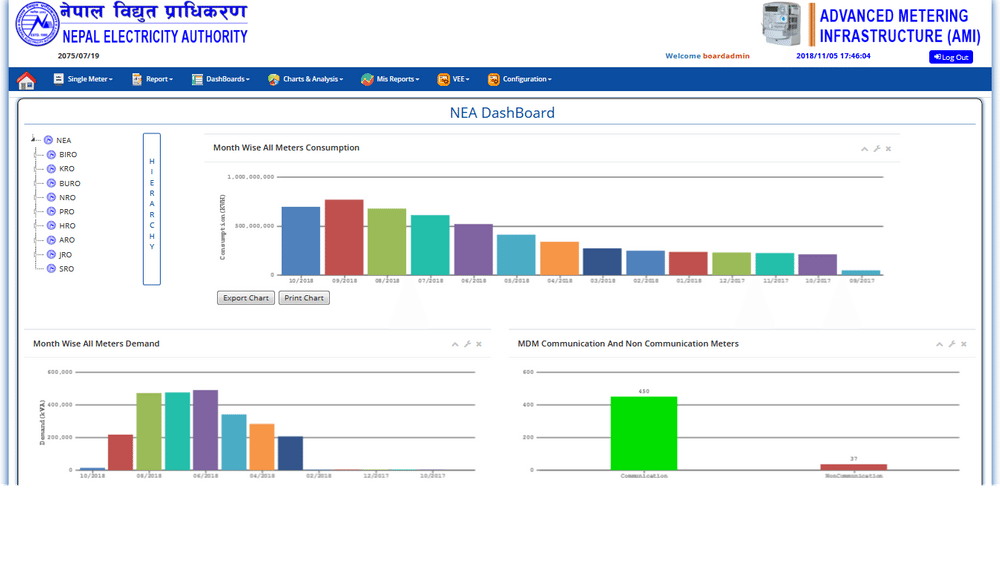 नेपाल विद्युत प्राधिकरण
NEPAL ELECTRICITY AUTHORITY
ADVANCED METERING
INFRASTRUCTURE (AMI)
2075/07/19
Welcome boardadmin
2018/11/05 17:46:04
Log Out
Single Meter
Report
DashBoards
Charts & Analysis
Mis Reports
VEE
Configuration
NEA DashBoard
NEA
BIRO
KRO
BURO
NRO
PRO
HRO
ARO
JRO
SRO
HIERARCHY
Month Wise All Meters Consumption
Consumption(KWH)
1,000,000,000
500,000,000
0
10/2018 09/2018 08/2018 07/2018 06/2018 05/2018 04/2018 03/2018 02/2018 01/2018 12/2017 11/2017 10/2017 09/2017
Export Chart Print Chart
Month Wise All Meters Demand
Demand(kVA)
600,000
400,000
200,000
0
10/2018 08/2018 06/2018 04/2018 02/2018 12/2017 10/2017
MDM Communication And Non Communication Meters
600
400
200
0
450
37
Communication NonCommunication